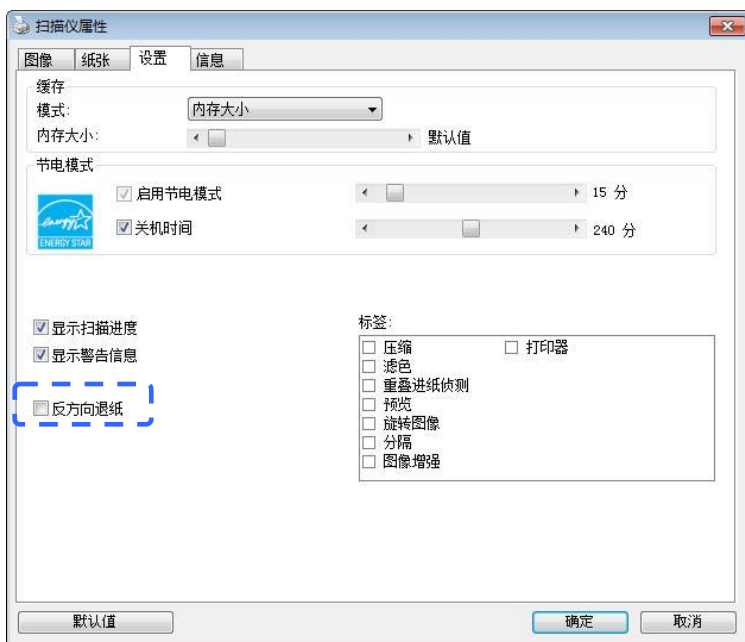 扫描仪属性
图像 纸张 设置 信息
缓存
模式: 内存大小
内存大小: 默认值
节电模式
启用节电模式 15 分
关机时间 240 分
energy
ENERGY STAR
显示扫描进度
显示警告信息
反方向退纸
标签:
压缩 打印器
滤色
重叠进纸侦测
预览
旋转图像
分隔
图像增强
默认值 确定 取消